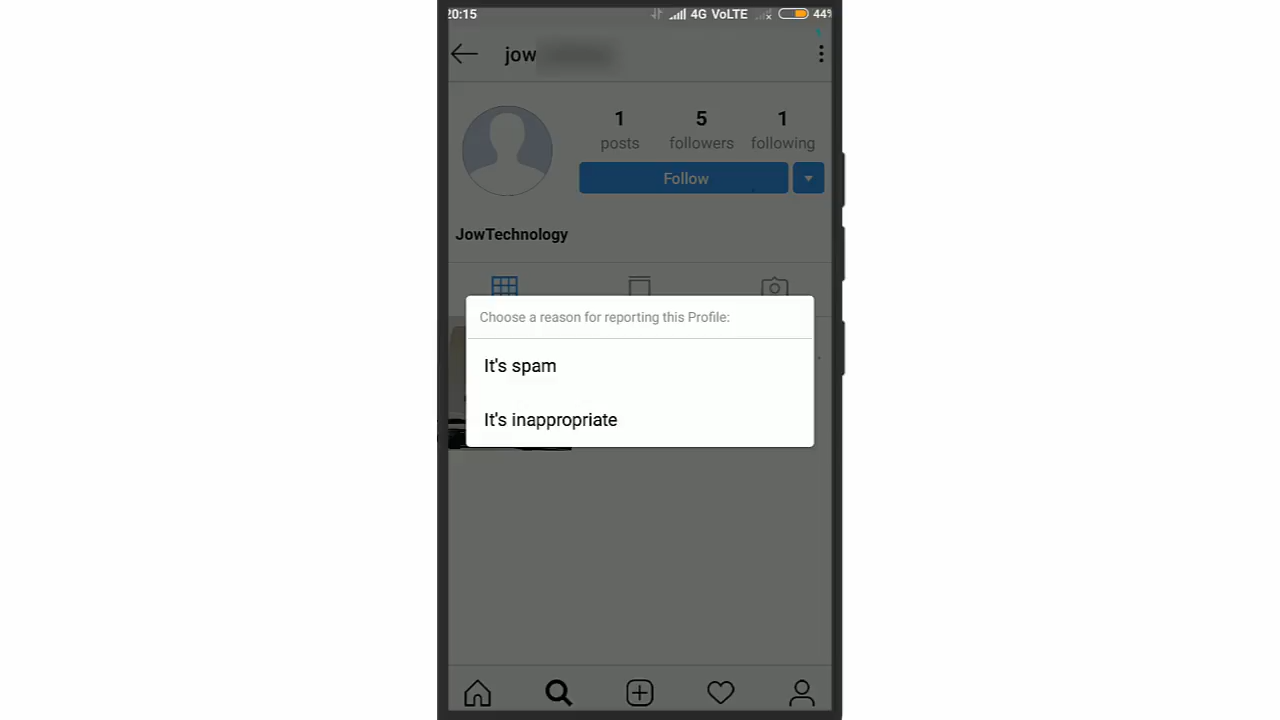 20:15 4G VoLTE 44%
jow
1 5 1
posts followers following
Follow
JowTechnology
Choose a reason for reporting this Profile:
It's spam
It's inappropriate